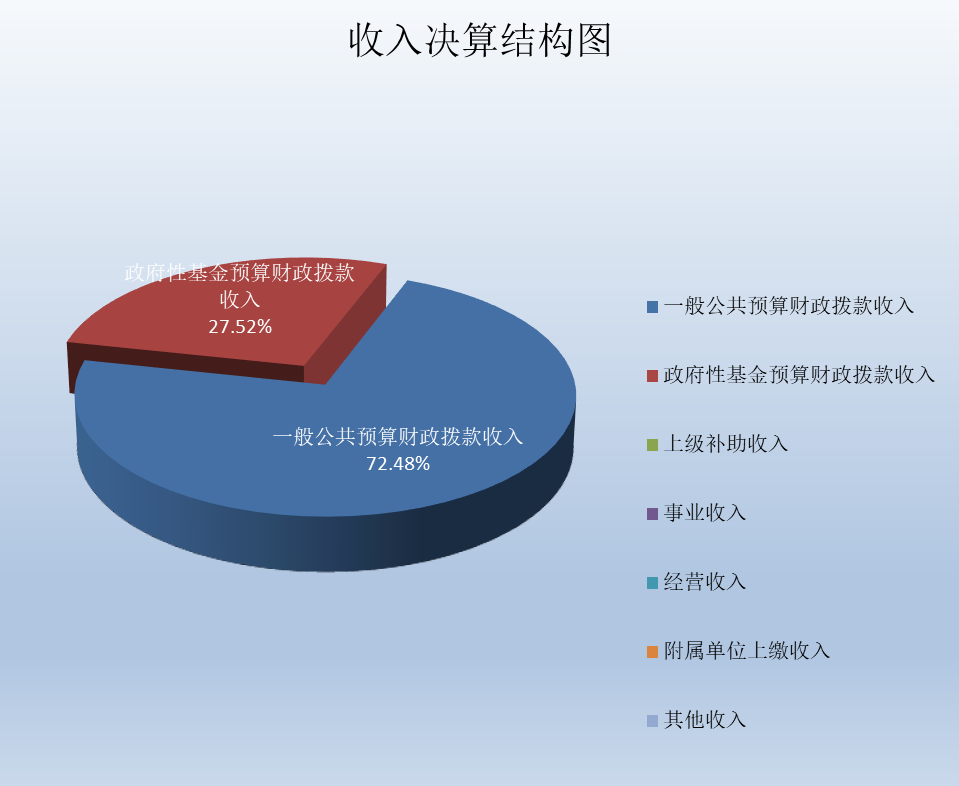 收入决算结构图
政府性基金预算财政拨款
收入
27.52%
一般公共预算财政拨款收入
72.48%
一般公共预算财政拨款收入
政府性基金预算财政拨款收入
上级补助收入
事业收入
经营收入
附属单位上缴收入
其他收入